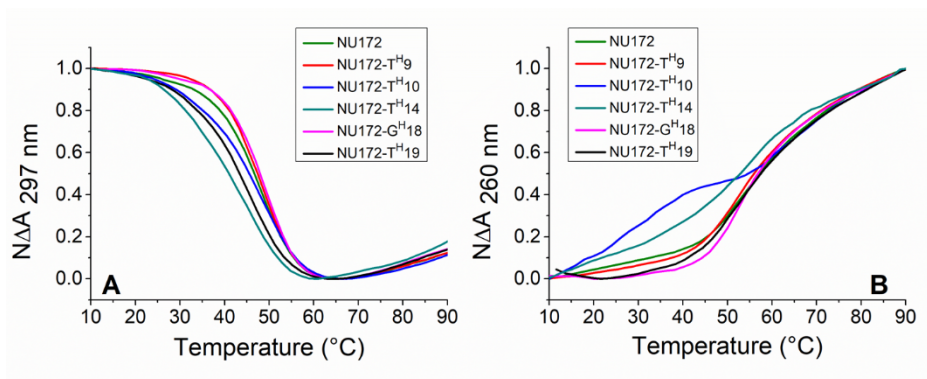 NU172
NU172-Tᴴ9
NU172-Tᴴ10
NU172-Tᴴ14
NU172-Gᴴ18
NU172-Tᴴ19
1.0
0.8
0.6
0.4
0.2
0.0
NΔA 297 nm
A
10 20 30 40 50 60 70 80 90
Temperature (°C)
NU172
NU172-Tᴴ9
NU172-Tᴴ10
NU172-Tᴴ14
NU172-Gᴴ18
NU172-Tᴴ19
1.0
0.8
0.6
0.4
0.2
0.0
NΔA 260 nm
B
10 20 30 40 50 60 70 80 90
Temperature (°C)